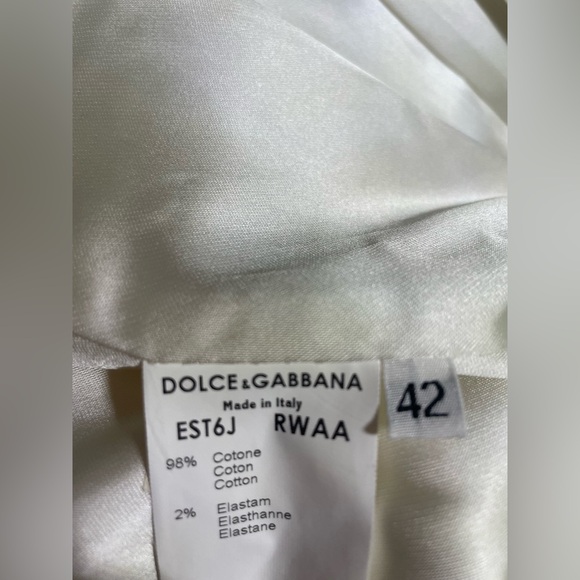 DOLCE&GABBANA
Made in Italy
EST6J RWAA
98% Cotone
Coton
Cotton
2% Elastam
Elasthanne
Elastane
42